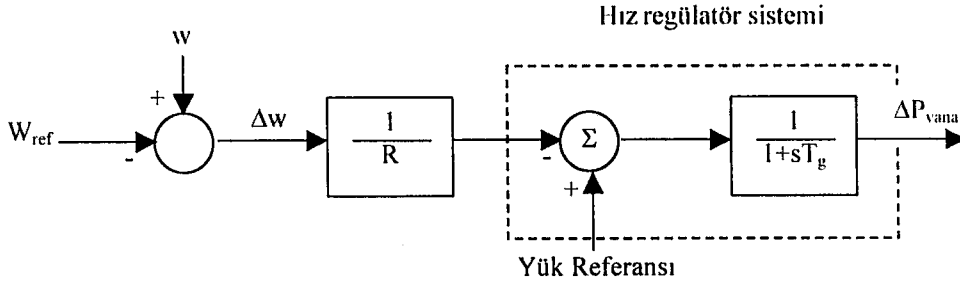 Hız regülatör sistemi
w
+
W_ref
-
Δw
1
R
-
Σ
+
1
1+sT_g
ΔP_vana
Yük Referansı